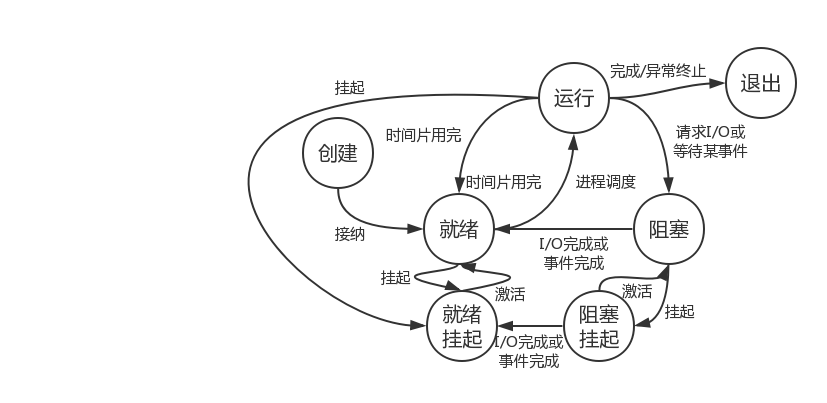 完成/异常终止
退出
挂起
运行
时间片用完
请求I/O或
等待某事件
创建
时间片用完
进程调度
接纳
就绪
阻塞
I/O完成或
事件完成
挂起
激活
激活
挂起
就绪
挂起
阻塞
挂起
I/O完成或
事件完成